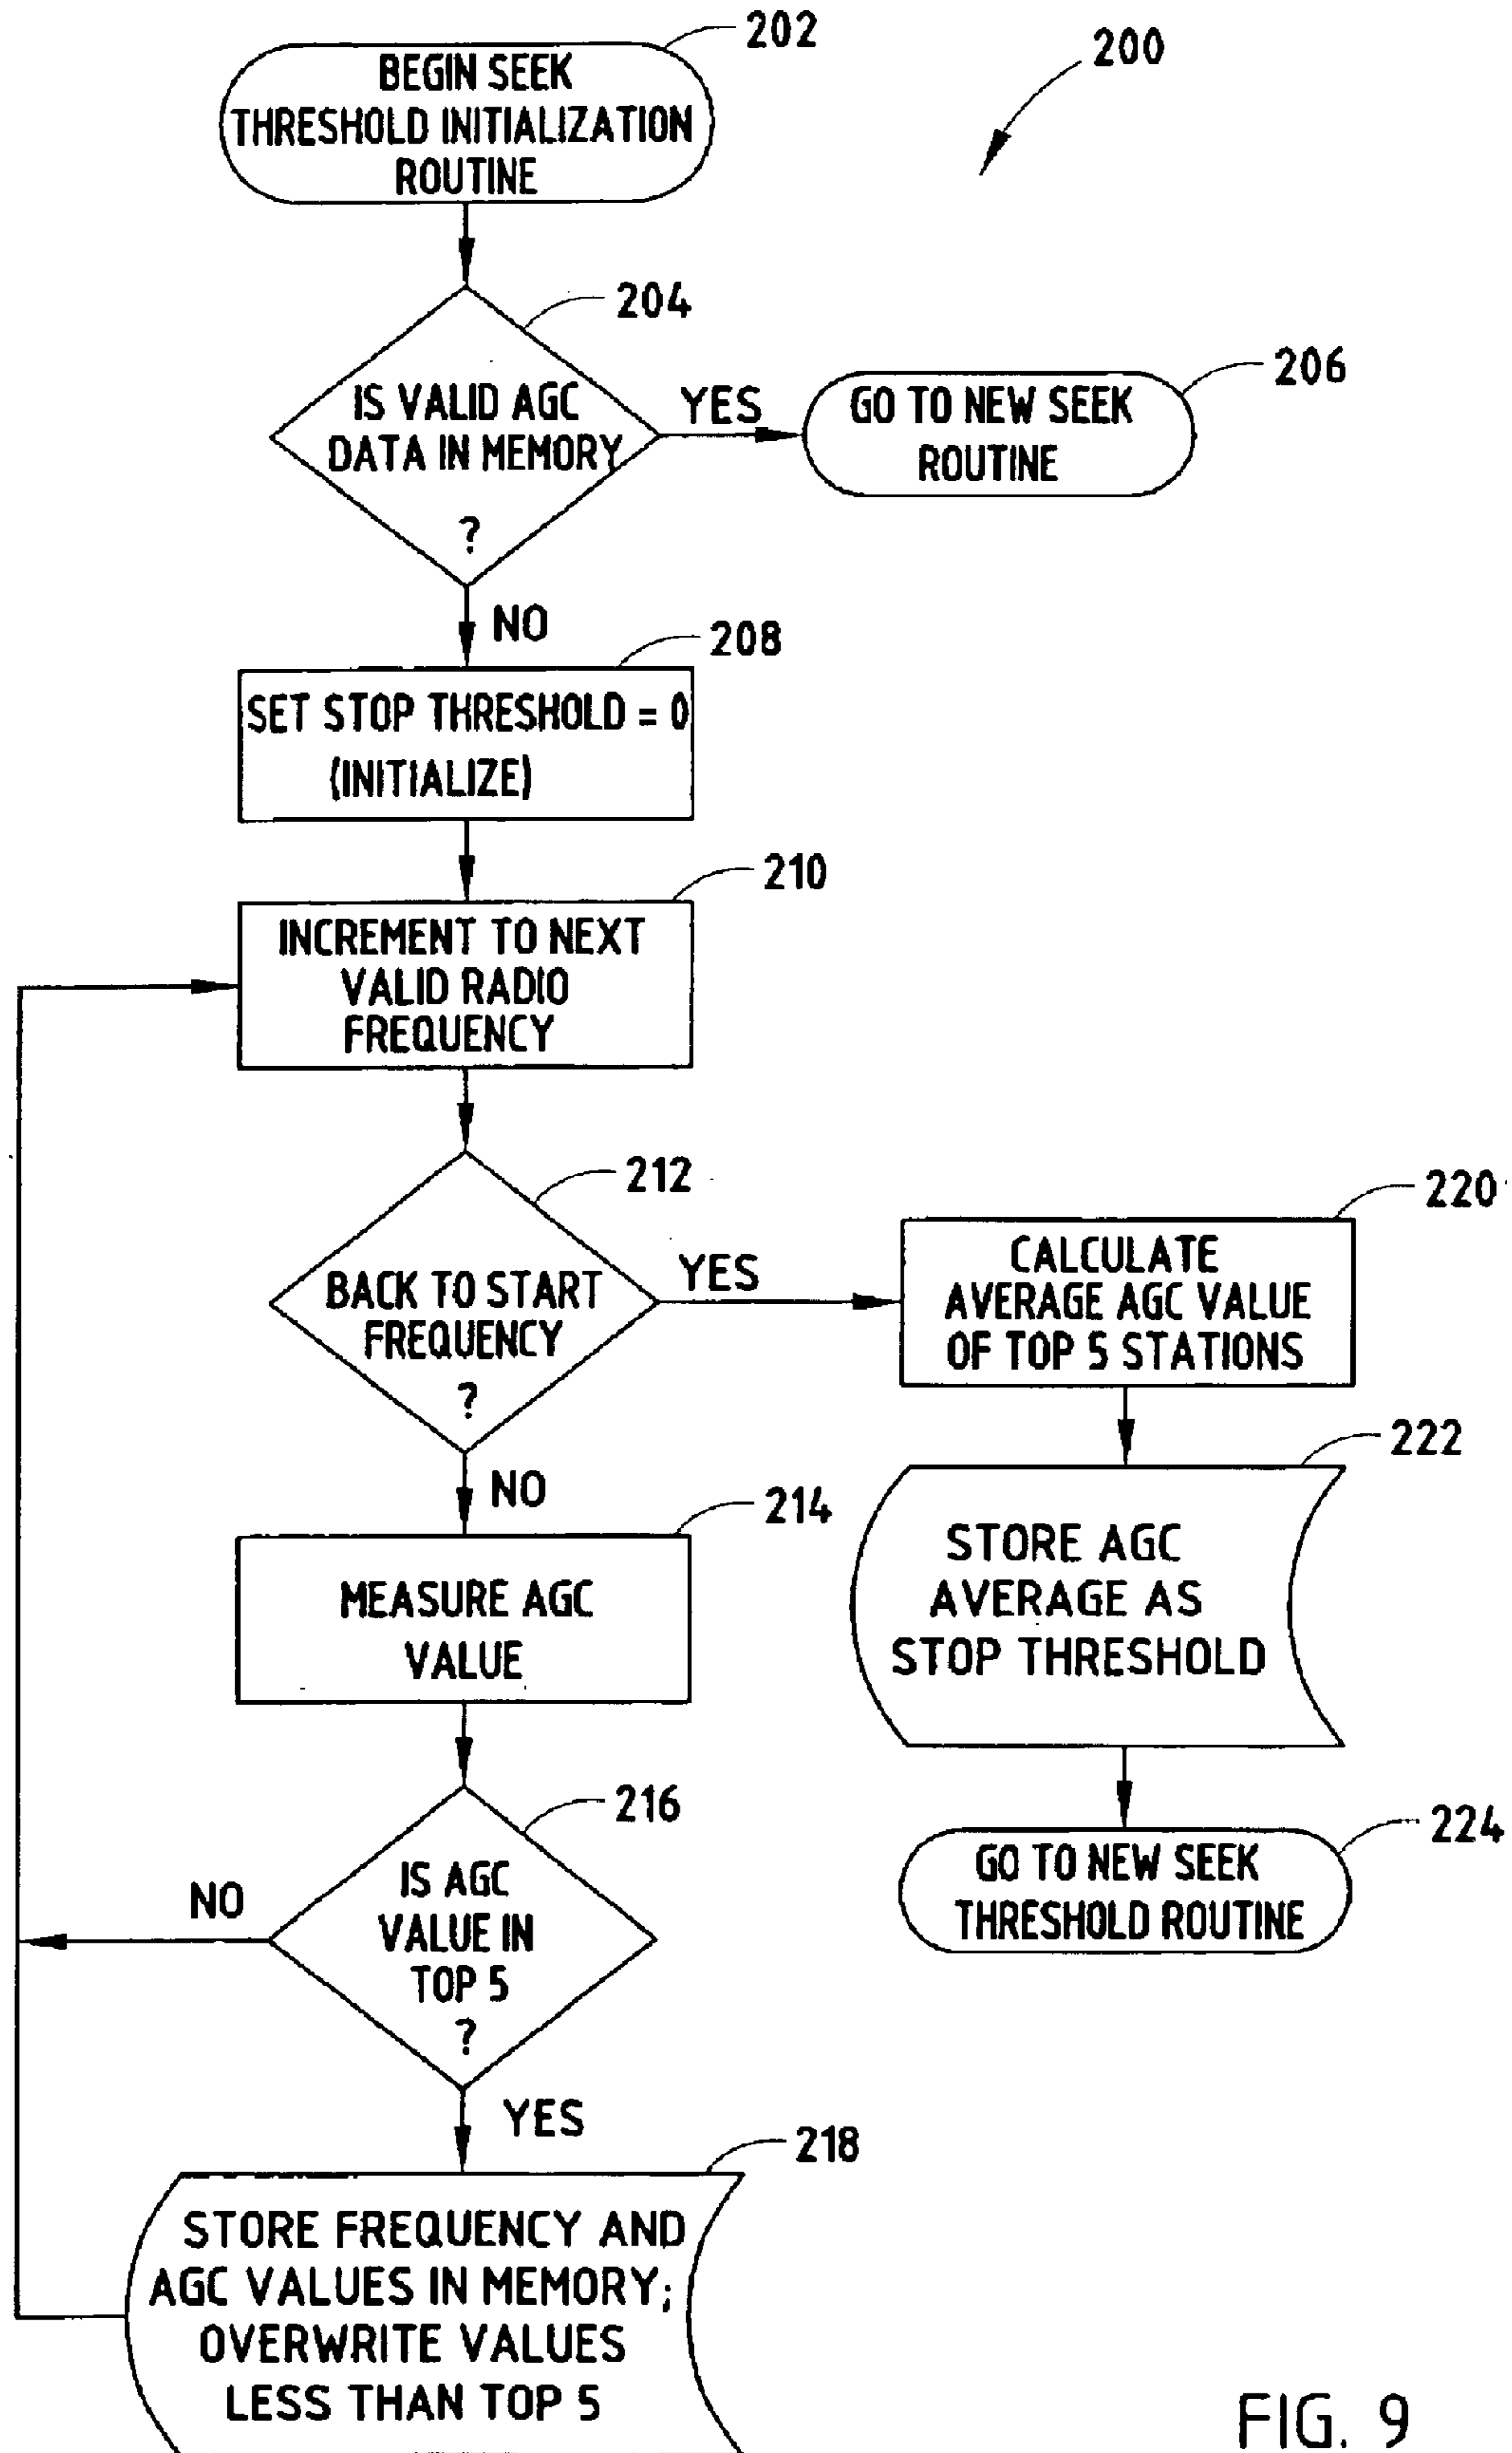 202
200
BEGIN SEEK
THRESHOLD INITIALIZATION
ROUTINE
204
IS VALID AGC
DATA IN MEMORY
?
YES
206
GO TO NEW SEEK
ROUTINE
NO
208
SET STOP THRESHOLD = 0
(INITIALIZE)
210
INCREMENT TO NEXT
VALID RADIO
FREQUENCY
212
BACK TO START
FREQUENCY
?
YES
220
CALCULATE
AVERAGE AGC VALUE
OF TOP 5 STATIONS
222
STORE AGC
AVERAGE AS
STOP THRESHOLD
224
GO TO NEW SEEK
THRESHOLD ROUTINE
NO
214
MEASURE AGC
VALUE
216
IS AGC
VALUE IN
TOP 5
?
NO
YES
218
STORE FREQUENCY AND
AGC VALUES IN MEMORY;
OVERWRITE VALUES
LESS THAN TOP 5
FIG. 9